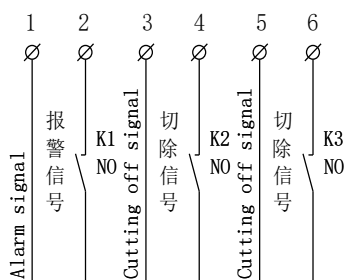 1 2 3 4 5 6
Alarm signal
报警信号
K1
NO
Cutting off signal
切除信号
K2
NO
Cutting off signal
切除信号
K3
NO